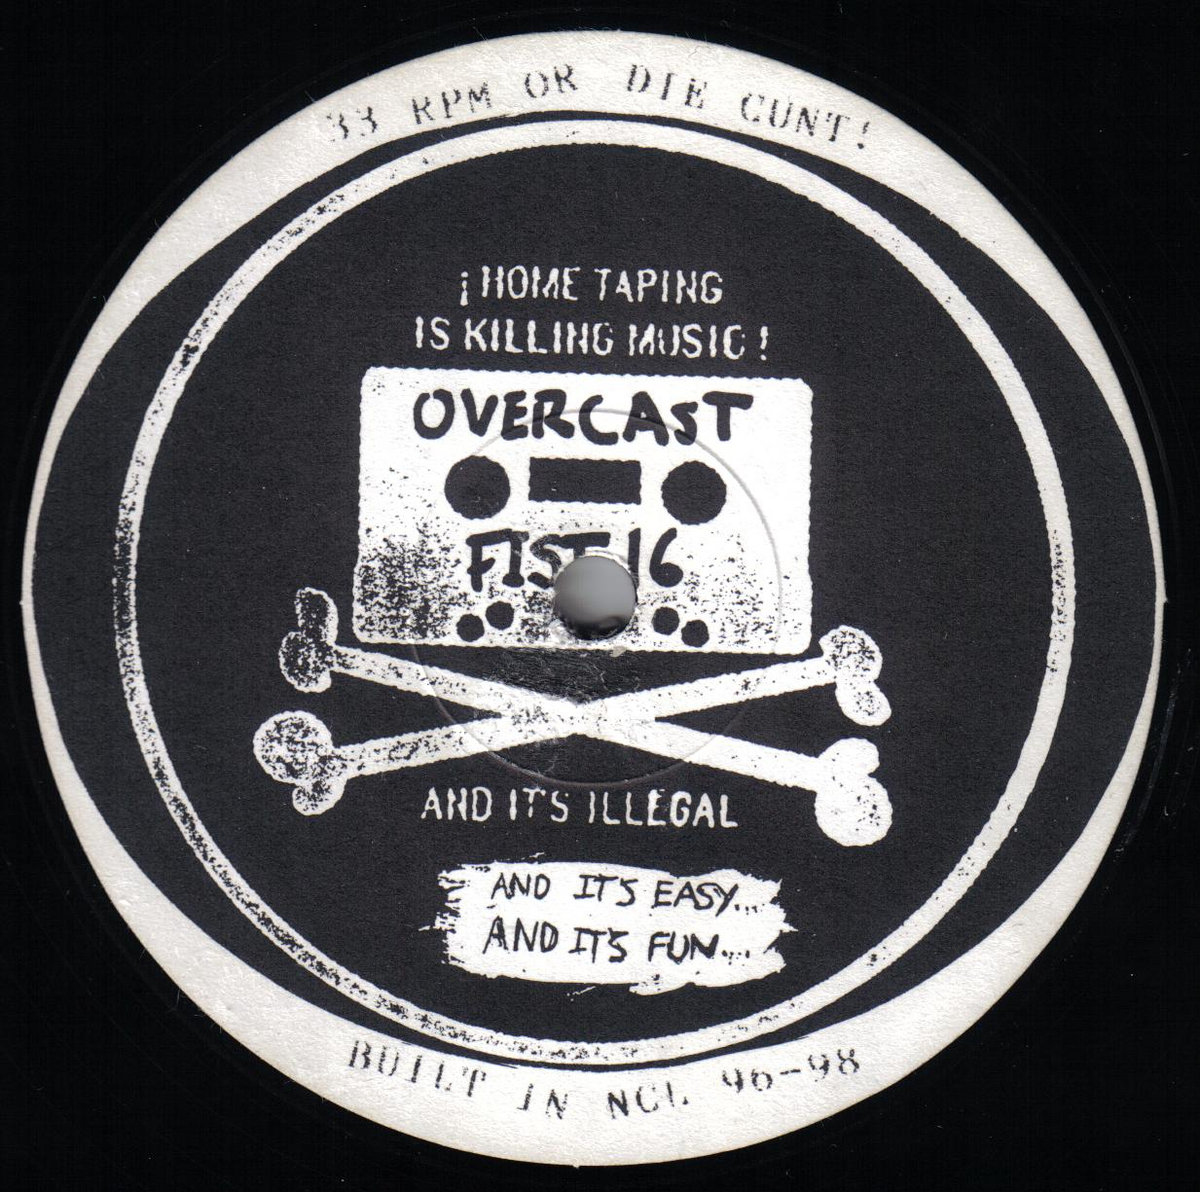 33 RPM OR DIE CUNT!
¡HOME TAPING
IS KILLING MUSIC!
OVERCAST
FIST 16
AND IT'S ILLEGAL
AND IT'S EASY...
AND IT'S FUN....
BUILT IN NCL 96-98